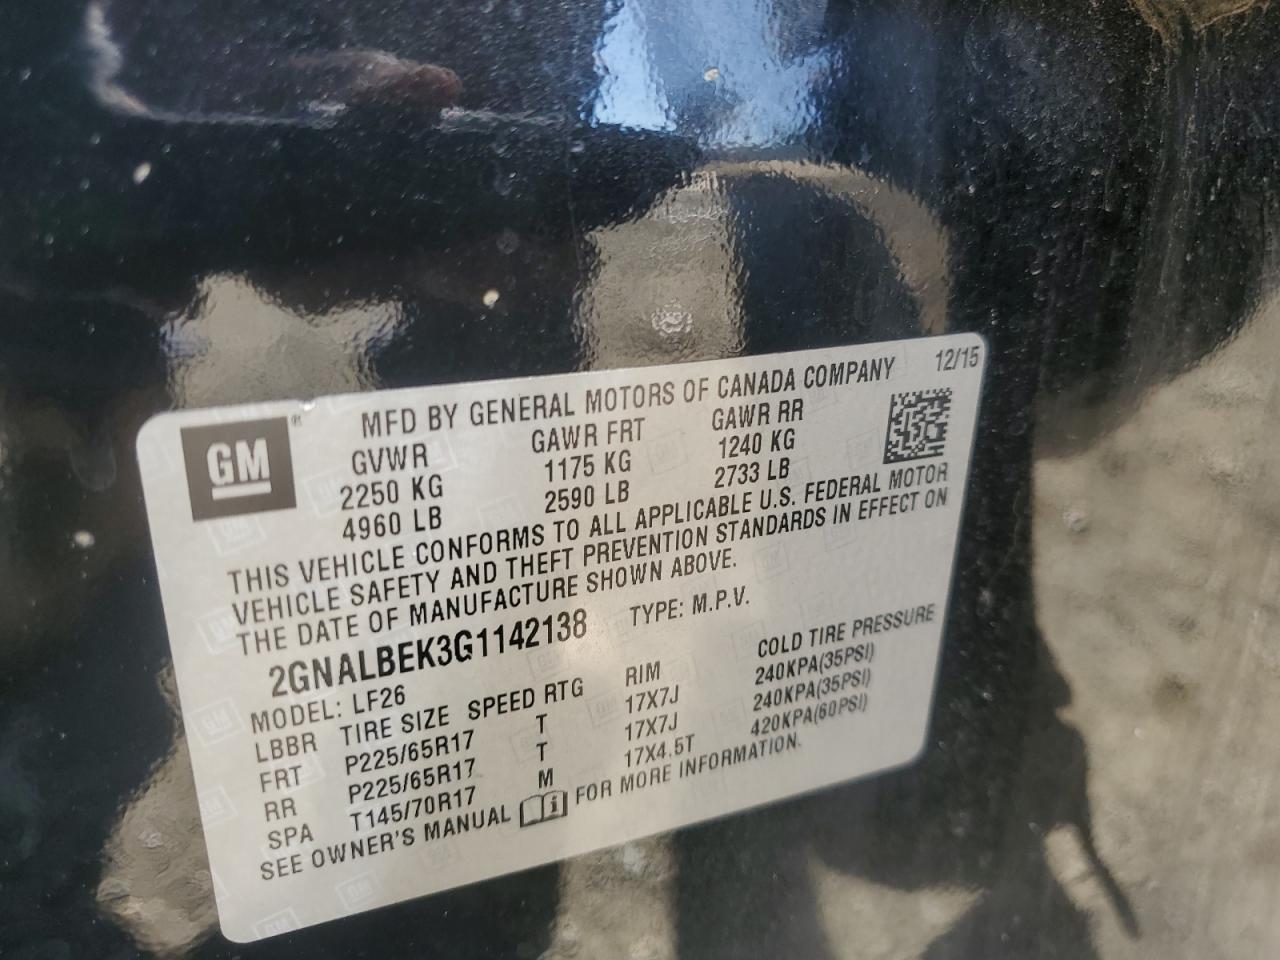 GM®
MFD BY GENERAL MOTORS OF CANADA COMPANY 12/15
GVWR GAWR FRT GAWR RR
2250 KG 1175 KG 1240 KG
4960 LB 2590 LB 2733 LB
THIS VEHICLE CONFORMS TO ALL APPLICABLE U.S. FEDERAL MOTOR
VEHICLE SAFETY AND THEFT PREVENTION STANDARDS IN EFFECT ON
THE DATE OF MANUFACTURE SHOWN ABOVE.
2GNALBEK3G1142138 TYPE: M.P.V.
MODEL: LF26
LBBR TIRE SIZE SPEED RTG RIM COLD TIRE PRESSURE
FRT P225/65R17 T 17X7J 240KPA(35PSI)
RR P225/65R17 T 17X7J 240KPA(35PSI)
SPA T145/70R17 M 17X4.5T 420KPA(60PSI)
SEE OWNER'S MANUAL FOR MORE INFORMATION.